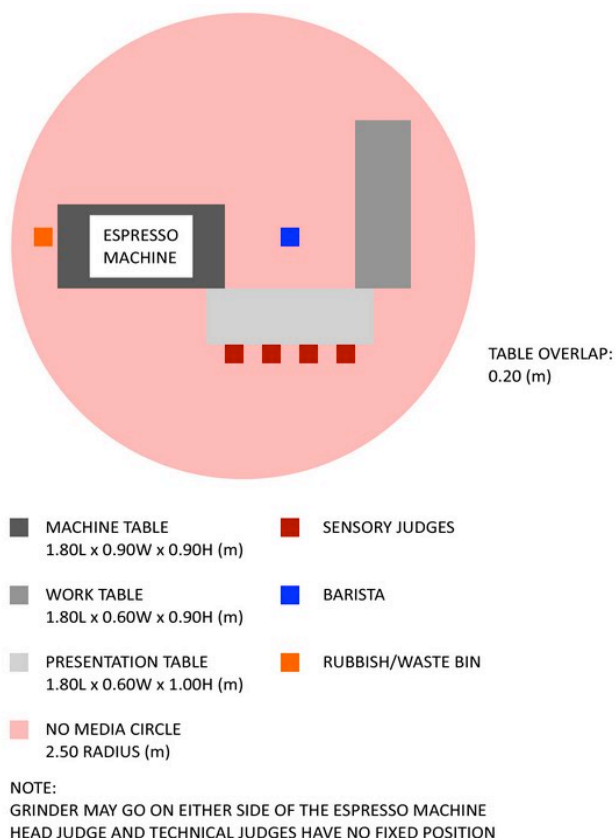 ESPRESSO
MACHINE
TABLE OVERLAP:
0.20 (m)
MACHINE TABLE
1.80L x 0.90W x 0.90H (m)
SENSORY JUDGES
WORK TABLE
1.80L x 0.60W x 0.90H (m)
BARISTA
PRESENTATION TABLE
1.80L x 0.60W x 1.00H (m)
RUBBISH/WASTE BIN
NO MEDIA CIRCLE
2.50 RADIUS (m)
NOTE:
GRINDER MAY GO ON EITHER SIDE OF THE ESPRESSO MACHINE
HEAD JUDGE AND TECHNICAL JUDGES HAVE NO FIXED POSITION